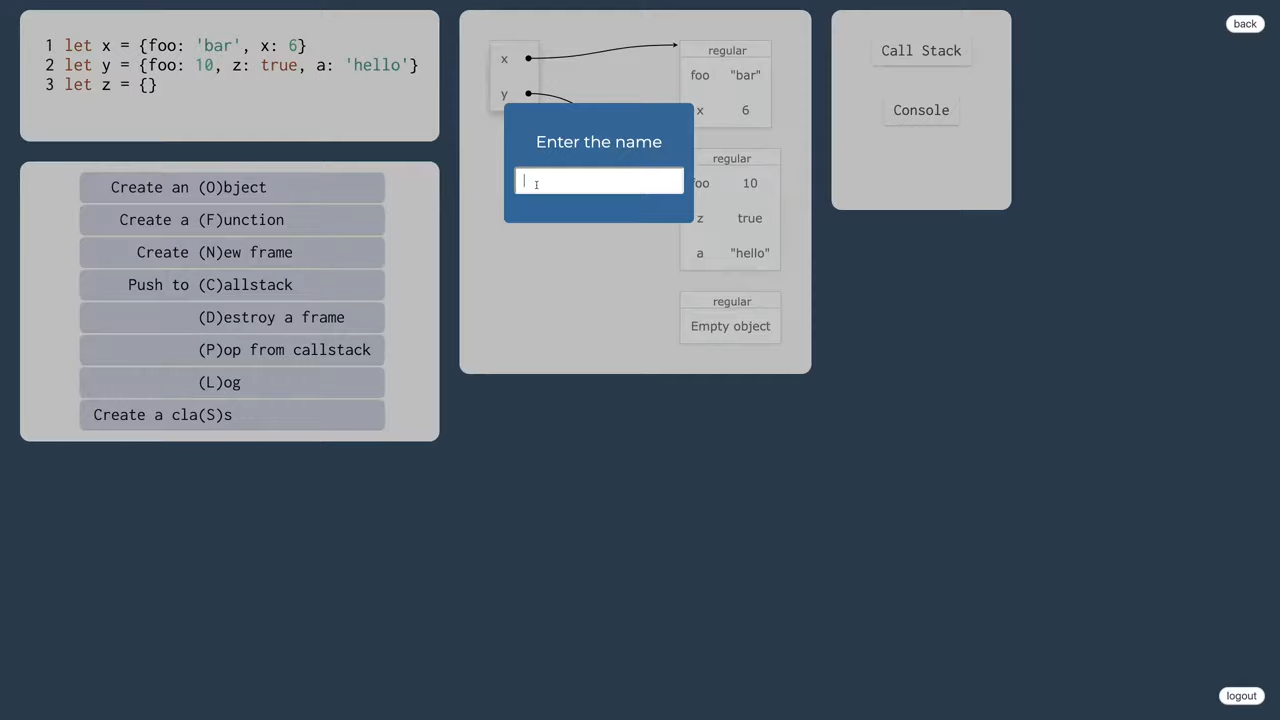 1 let x = {foo: 'bar', x: 6}
2 let y = {foo: 10, z: true, a: 'hello'}
3 let z = {}
Create an (O)bject
Create a (F)unction
Create (N)ew frame
Push to (C)allstack
(D)estroy a frame
(P)op from callstack
(L)og
Create a cla(S)s
x
y
Enter the name
regular
foo "bar"
x 6
regular
foo 10
z true
a "hello"
regular
Empty object
Call Stack
Console
back
logout